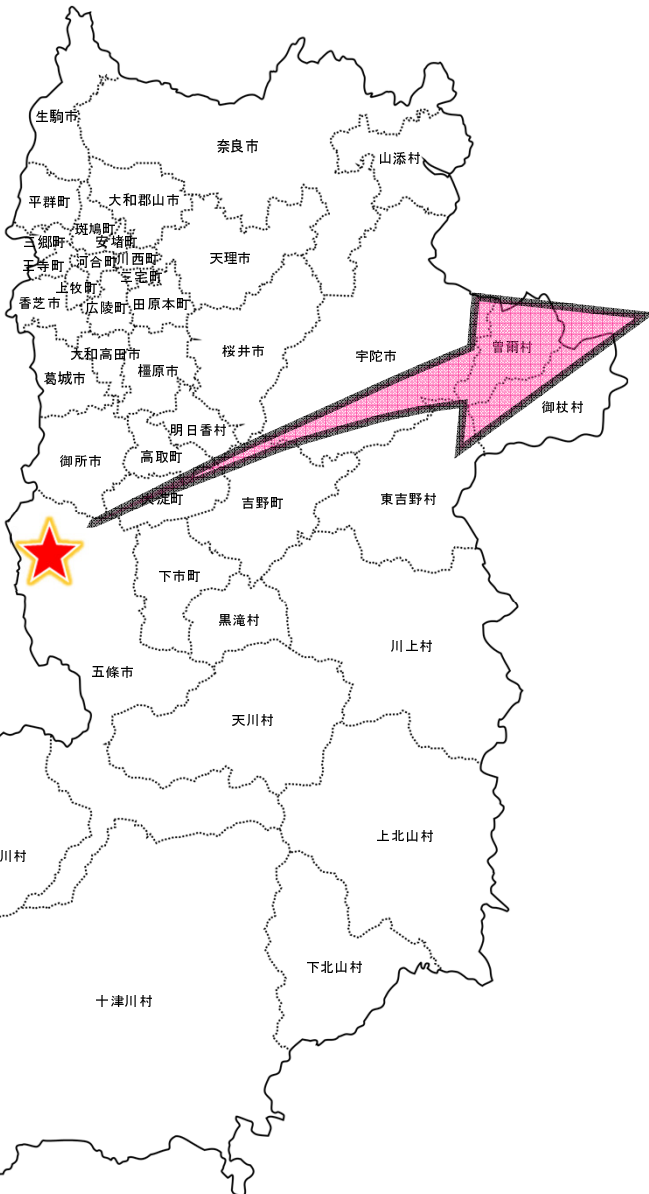 生駒市
奈良市
山添村
平群町
大和郡山市
斑鳩町
三郷町
安堵町
天理市
王寺町
河合町
川西町
三宅町
上牧町
香芝市
広陵町
田原本町
曽爾村
大和高田市
桜井市
宇陀市
葛城市
橿原市
御杖村
明日香村
御所市
高取町
大淀町
吉野町
東吉野村
下市町
黒滝村
川上村
五條市
天川村
上北山村
川村
下北山村
十津川村